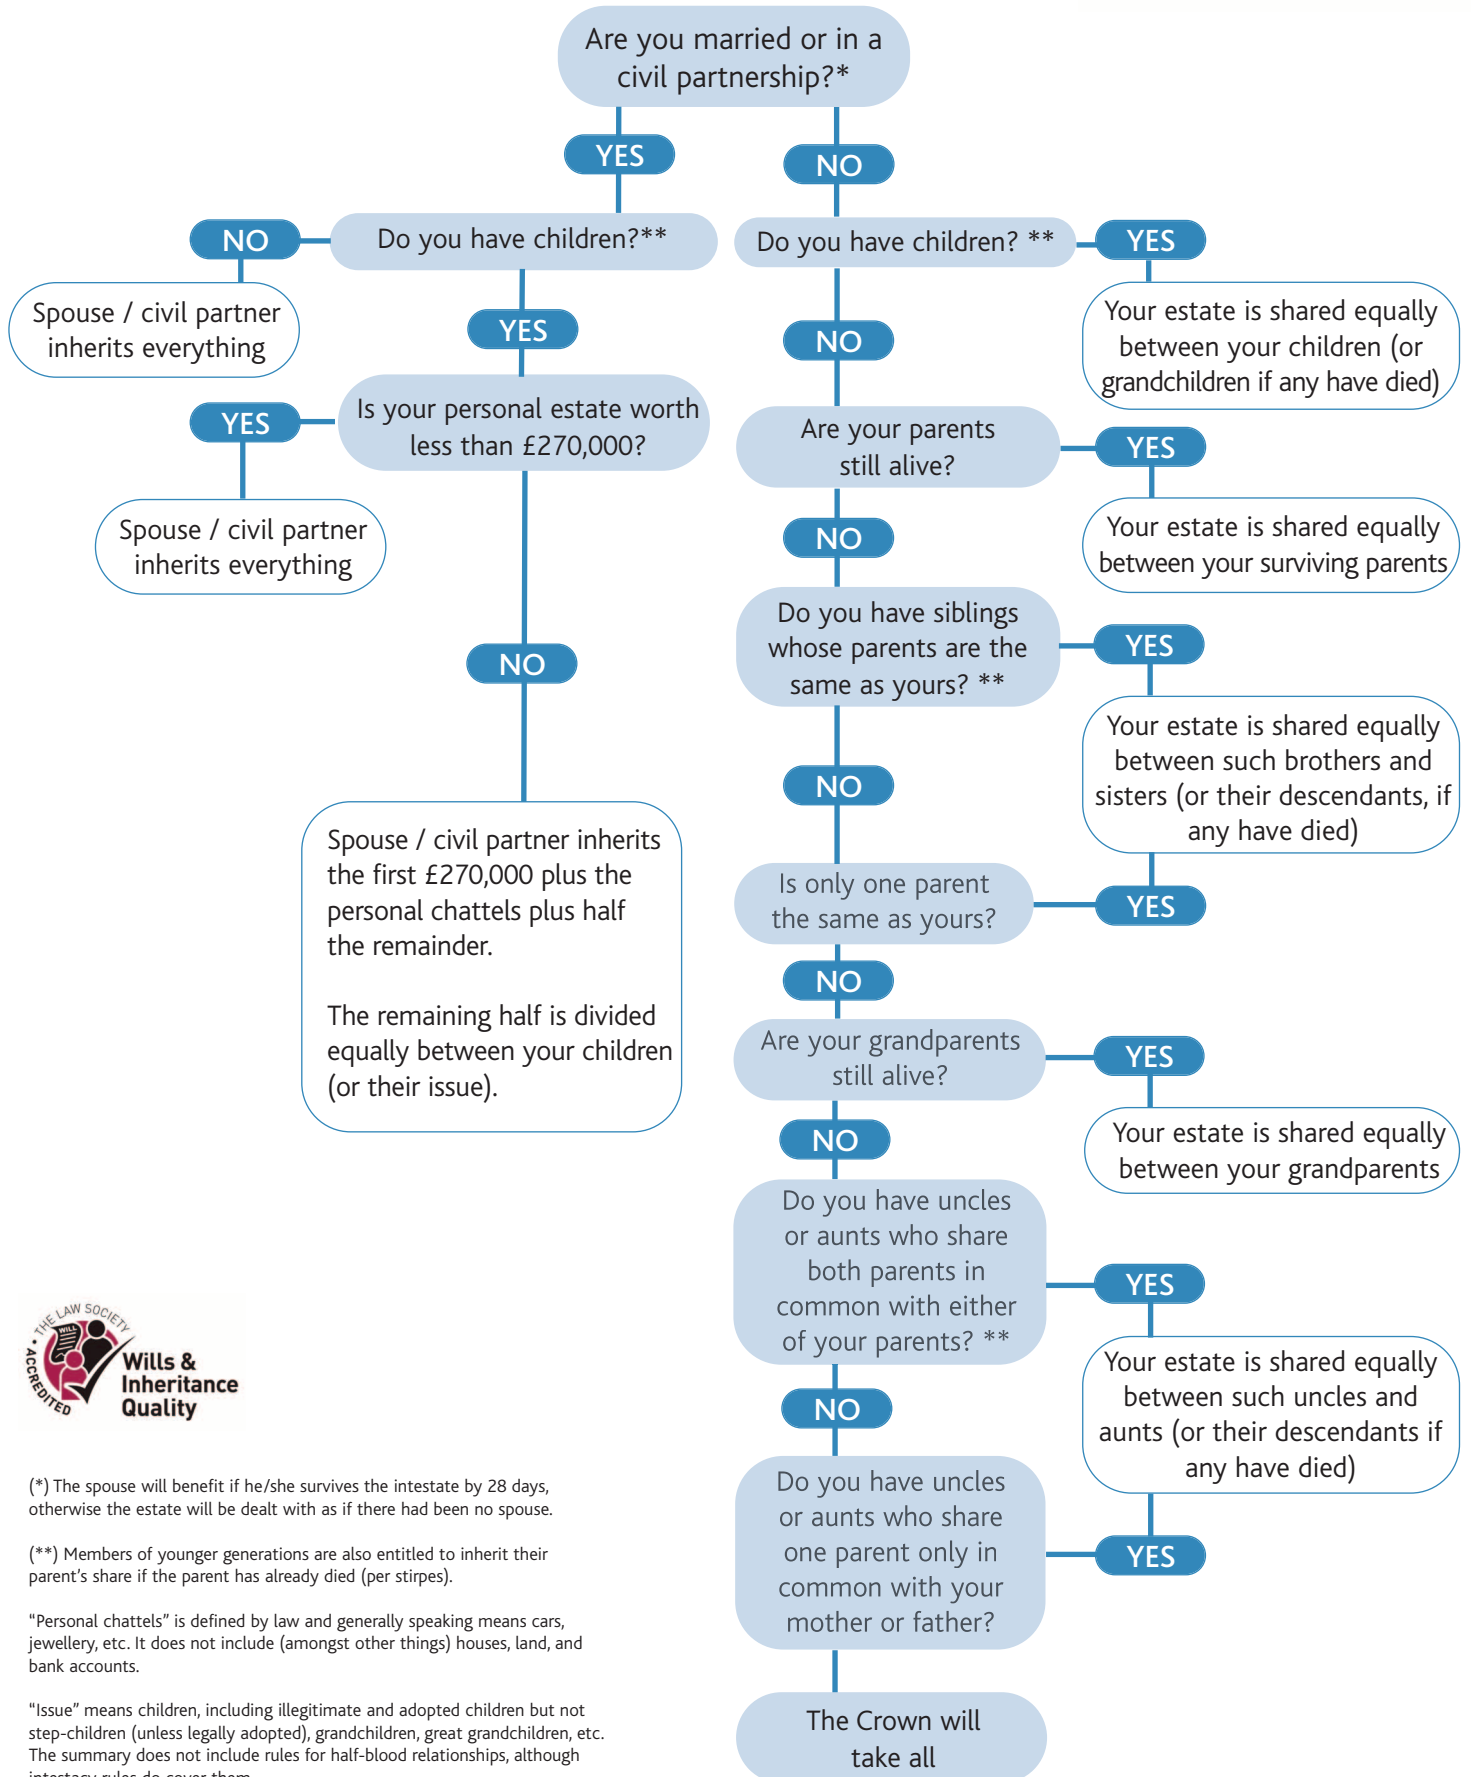 Are you married or in a
civil partnership?*
YES
NO
NO
Do you have children?**
Do you have children? **
YES
Spouse / civil partner
inherits everything
YES
NO
Your estate is shared equally
between your children (or
grandchildren if any have died)
YES
Is your personal estate worth
less than £270,000?
Are your parents
still alive?
YES
Spouse / civil partner
inherits everything
NO
Your estate is shared equally
between your surviving parents
Do you have siblings
whose parents are the
same as yours? **
YES
NO
NO
Your estate is shared equally
between such brothers and
sisters (or their descendants, if
any have died)
Spouse / civil partner inherits
the first £270,000 plus the
personal chattels plus half
the remainder.
The remaining half is divided
equally between your children
(or their issue).
Is only one parent
the same as yours?
YES
NO
Are your grandparents
still alive?
YES
NO
Your estate is shared equally
between your grandparents
Do you have uncles
or aunts who share
both parents in
common with either
of your parents? **
YES
NO
Your estate is shared equally
between such uncles and
aunts (or their descendants if
any have died)
Do you have uncles
or aunts who share
one parent only in
common with your
mother or father?
YES
The Crown will
take all
THE LAW SOCIETY
ACCREDITED
WILL
Wills &
Inheritance
Quality
(*) The spouse will benefit if he/she survives the intestate by 28 days,
otherwise the estate will be dealt with as if there had been no spouse.
(**) Members of younger generations are also entitled to inherit their
parent's share if the parent has already died (per stirpes).
"Personal chattels" is defined by law and generally speaking means cars,
jewellery, etc. It does not include (amongst other things) houses, land, and
bank accounts.
"Issue" means children, including illegitimate and adopted children but not
step-children (unless legally adopted), grandchildren, great grandchildren, etc.
The summary does not include rules for half-blood relationships, although
intestacy rules do cover them.